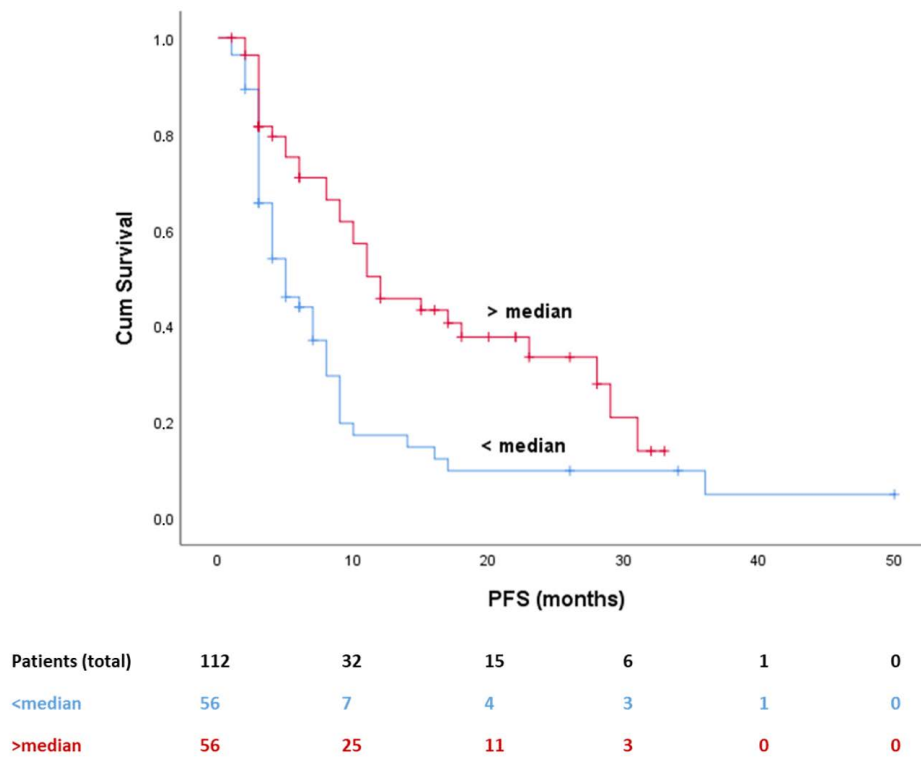 1.0
0.8
0.6
0.4
0.2
0.0
Cum Survival
> median
< median
0 10 20 30 40 50
PFS (months)
Patients (total) 112 32 15 6 1 0
<median 56 7 4 3 1 0
>median 56 25 11 3 0 0